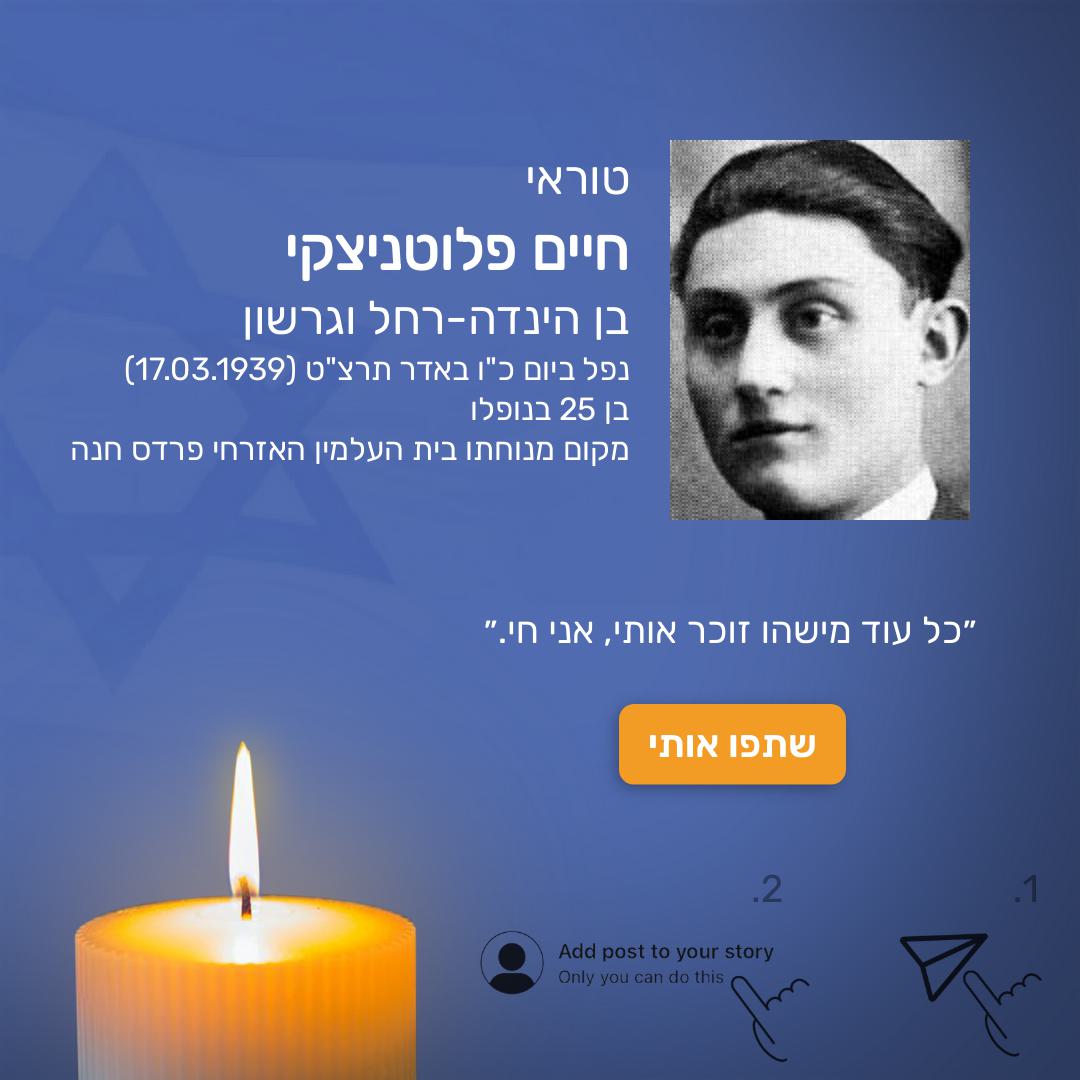 טוראי
חיים פלוטניצקי
בן הינדה-רחל וגרשון
נפל ביום כ"ו באדר תרצ"ט (17.03.1939)
בן 25 בנופלו
מקום מנוחתו בית העלמין האזרחי פרדס חנה
״כל עוד מישהו זוכר אותי, אני חי.״
שתפו אותי
1.
2.
Add post to your story
Only you can do this